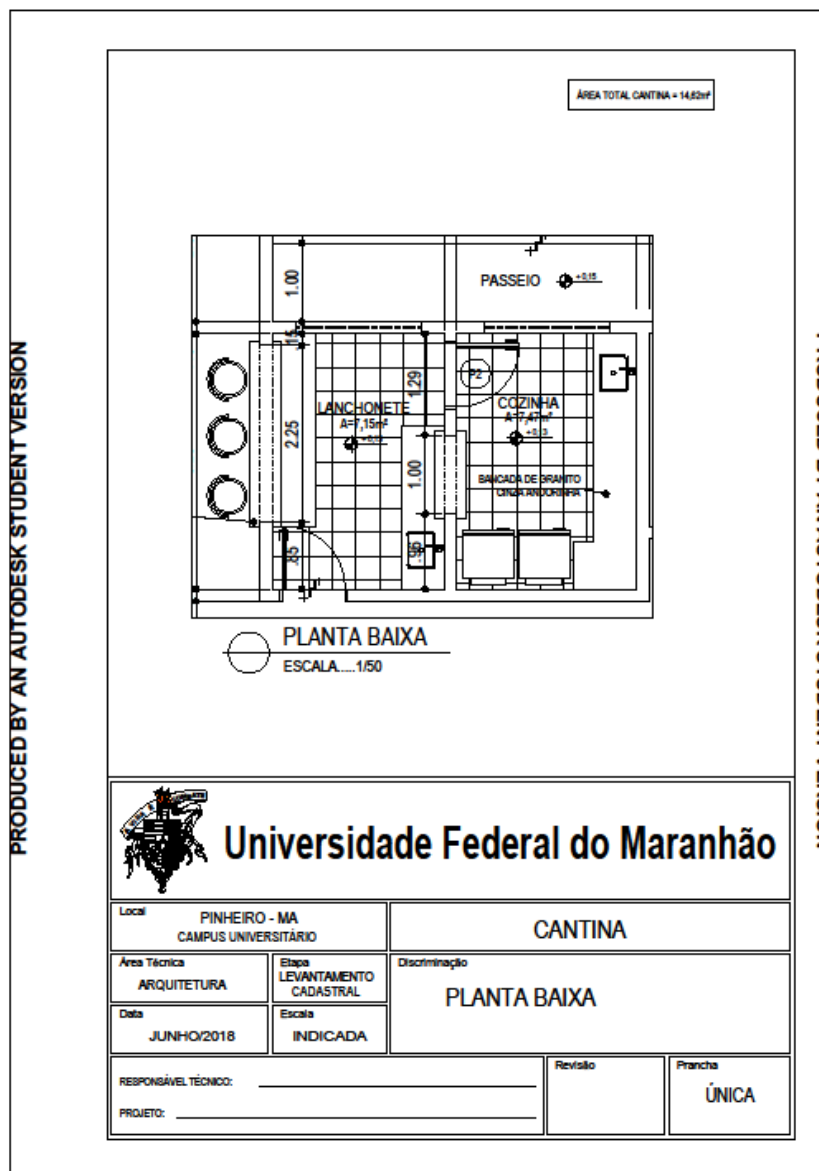 ÁREA TOTAL CANTINA = 14,62m²
PASSEIO
+0,15
1.00
.15
1.29
LANCHONETE
A=7,15m²
P2
COZINHA
A=7,47m²
2.25
1.00
BANCADA DE GRANITO
CINZA ANDORINHA
.85
.96
PLANTA BAIXA
ESCALA.....1/50
PRODUCED BY AN AUTODESK STUDENT VERSION
Universidade Federal do Maranhão
Local
PINHEIRO - MA
CAMPUS UNIVERSITÁRIO
CANTINA
Área Técnica
ARQUITETURA
Etapa
LEVANTAMENTO
CADASTRAL
Discriminação
PLANTA BAIXA
Data
JUNHO/2018
Escala
INDICADA
RESPONSÁVEL TÉCNICO:
PROJETO:
Revisão
Prancha
ÚNICA